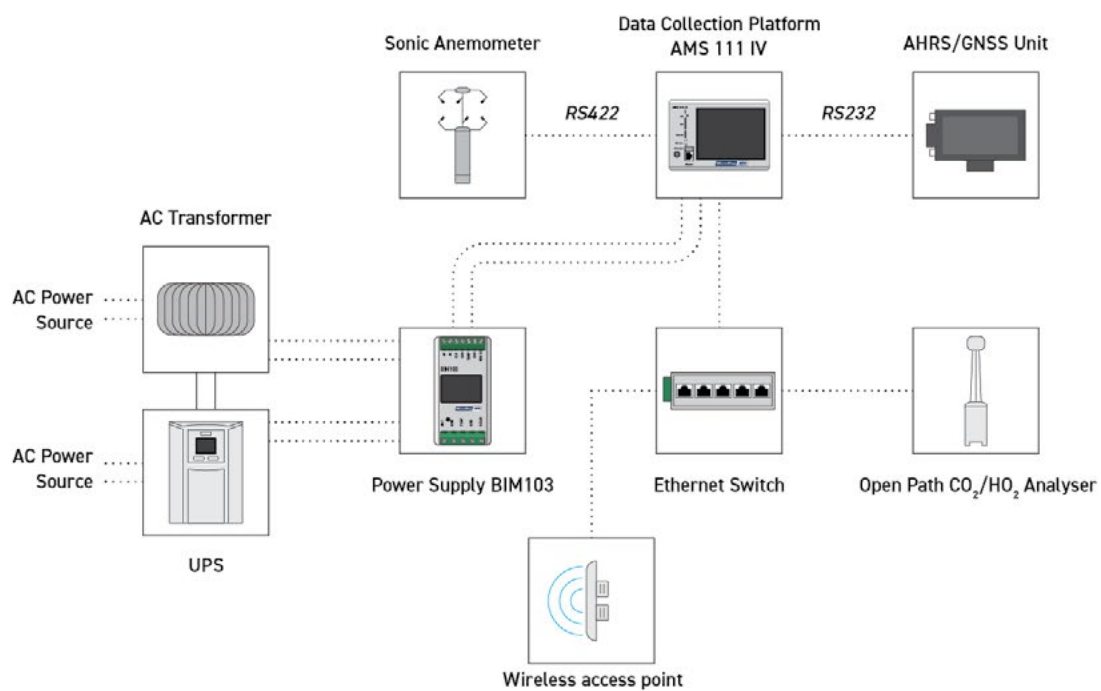 Data Collection Platform
AMS 111 IV
Sonic Anemometer
AHRS/GNSS Unit
RS422
RS232
AC Transformer
AC Power
Source
BIM103
AC Power
Source
Power Supply BIM103
Ethernet Switch
Open Path CO₂/HO₂ Analyser
UPS
Wireless access point